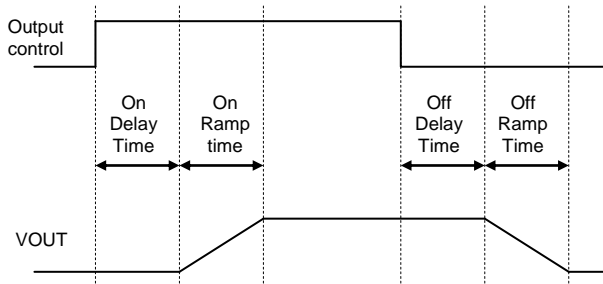 Output
control
On
Delay
Time
On
Ramp
time
Off
Delay
Time
Off
Ramp
Time
VOUT